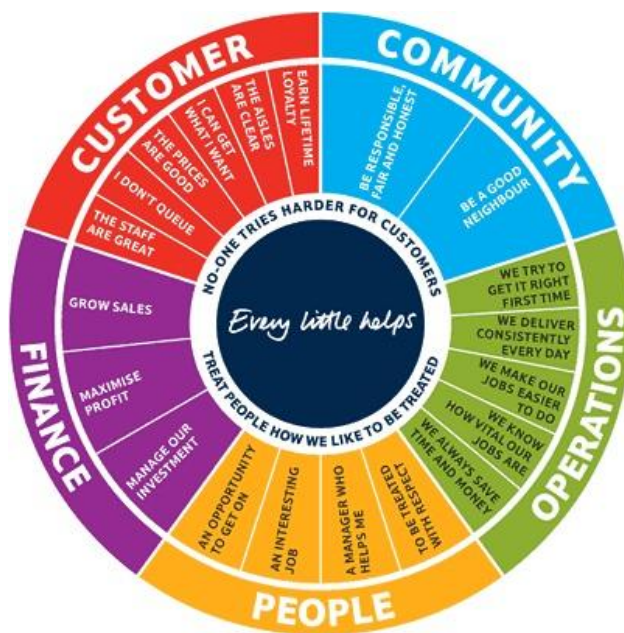 CUSTOMER
EARN LIFETIME
LOYALTY
THE AISLES
ARE CLEAR
I CAN GET
WHAT I WANT
THE PRICES
ARE GOOD
I DON'T QUEUE
THE STAFF
ARE GREAT
COMMUNITY
BE RESPONSIBLE,
FAIR AND HONEST
BE A GOOD
NEIGHBOUR
OPERATIONS
WE TRY TO
GET IT RIGHT
FIRST TIME
WE DELIVER
CONSISTENTLY
EVERY DAY
WE MAKE OUR
JOBS EASIER
TO DO
WE KNOW
HOW VITAL OUR
JOBS ARE
WE ALWAYS SAVE
TIME AND MONEY
PEOPLE
TO BE TREATED
WITH RESPECT
A MANAGER WHO
HELPS ME
AN INTERESTING
JOB
AN OPPORTUNITY
TO GET ON
FINANCE
MANAGE OUR
INVESTMENT
MAXIMISE
PROFIT
GROW SALES
NO-ONE TRIES HARDER FOR CUSTOMERS
Every little helps
TREAT PEOPLE HOW WE LIKE TO BE TREATED